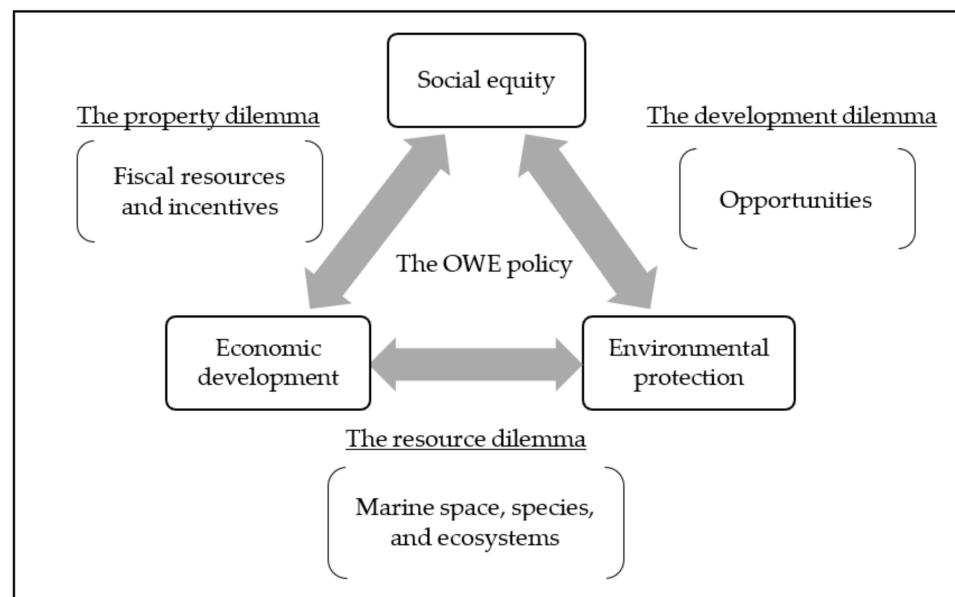 Social equity
The property dilemma
The development dilemma
Fiscal resources
and incentives
Opportunities
The OWE policy
Economic
development
Environmental
protection
The resource dilemma
Marine space, species,
and ecosystems